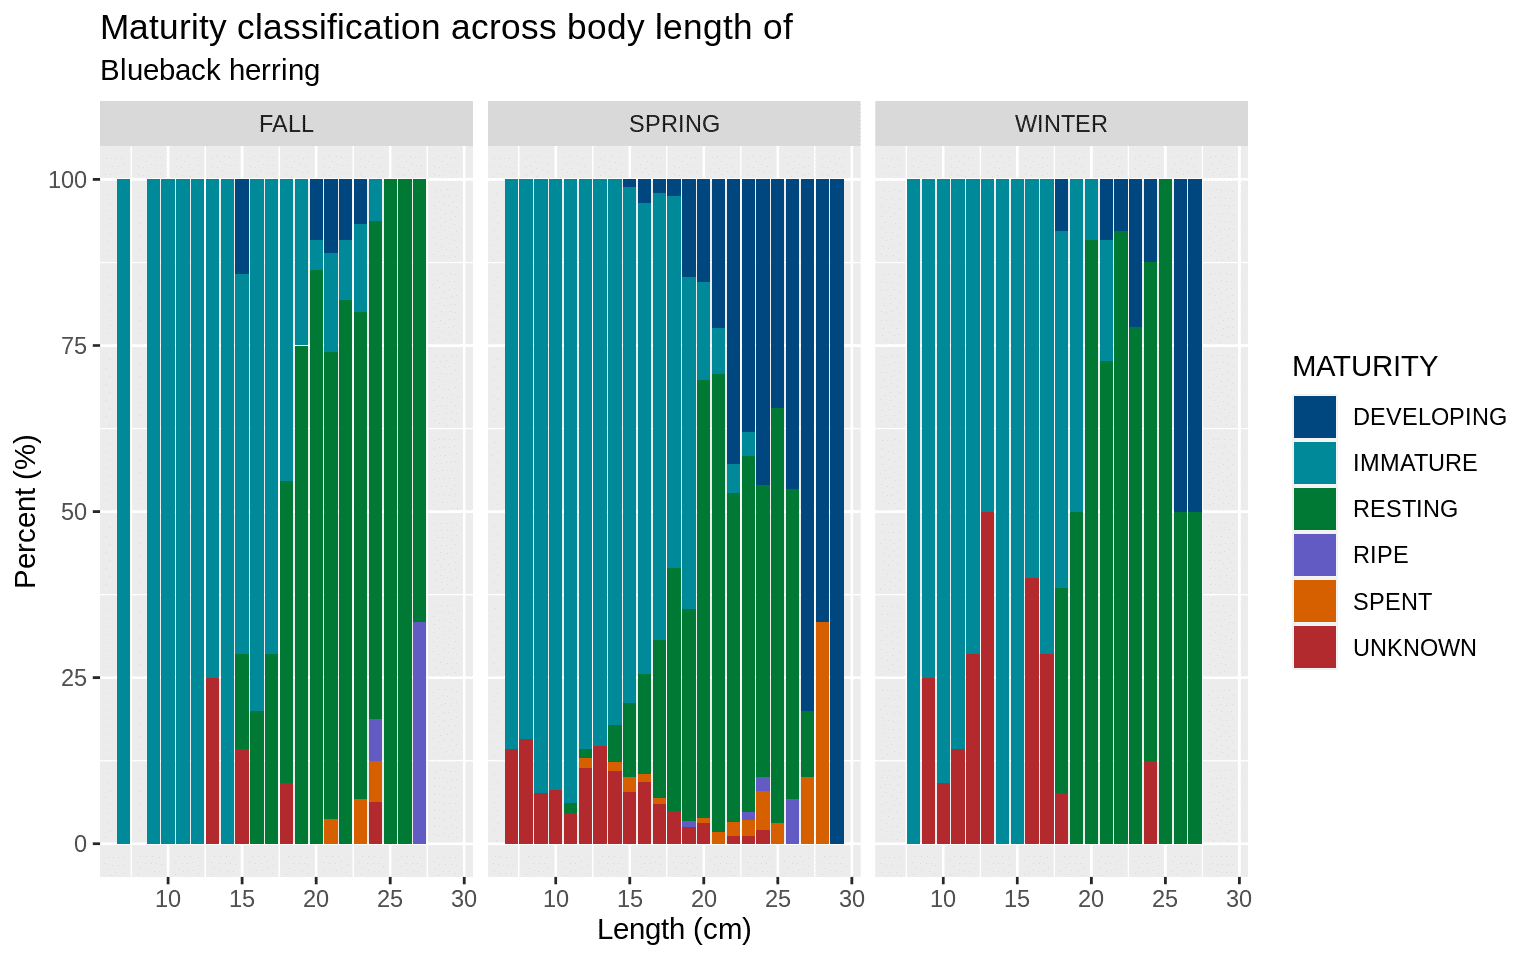 Maturity classification across body length of
Blueback herring
FALL
SPRING
WINTER
100
75
50
25
0
Percent (%)
10 15 20 25 30
10 15 20 25 30
10 15 20 25 30
Length (cm)
MATURITY
DEVELOPING
IMMATURE
RESTING
RIPE
SPENT
UNKNOWN